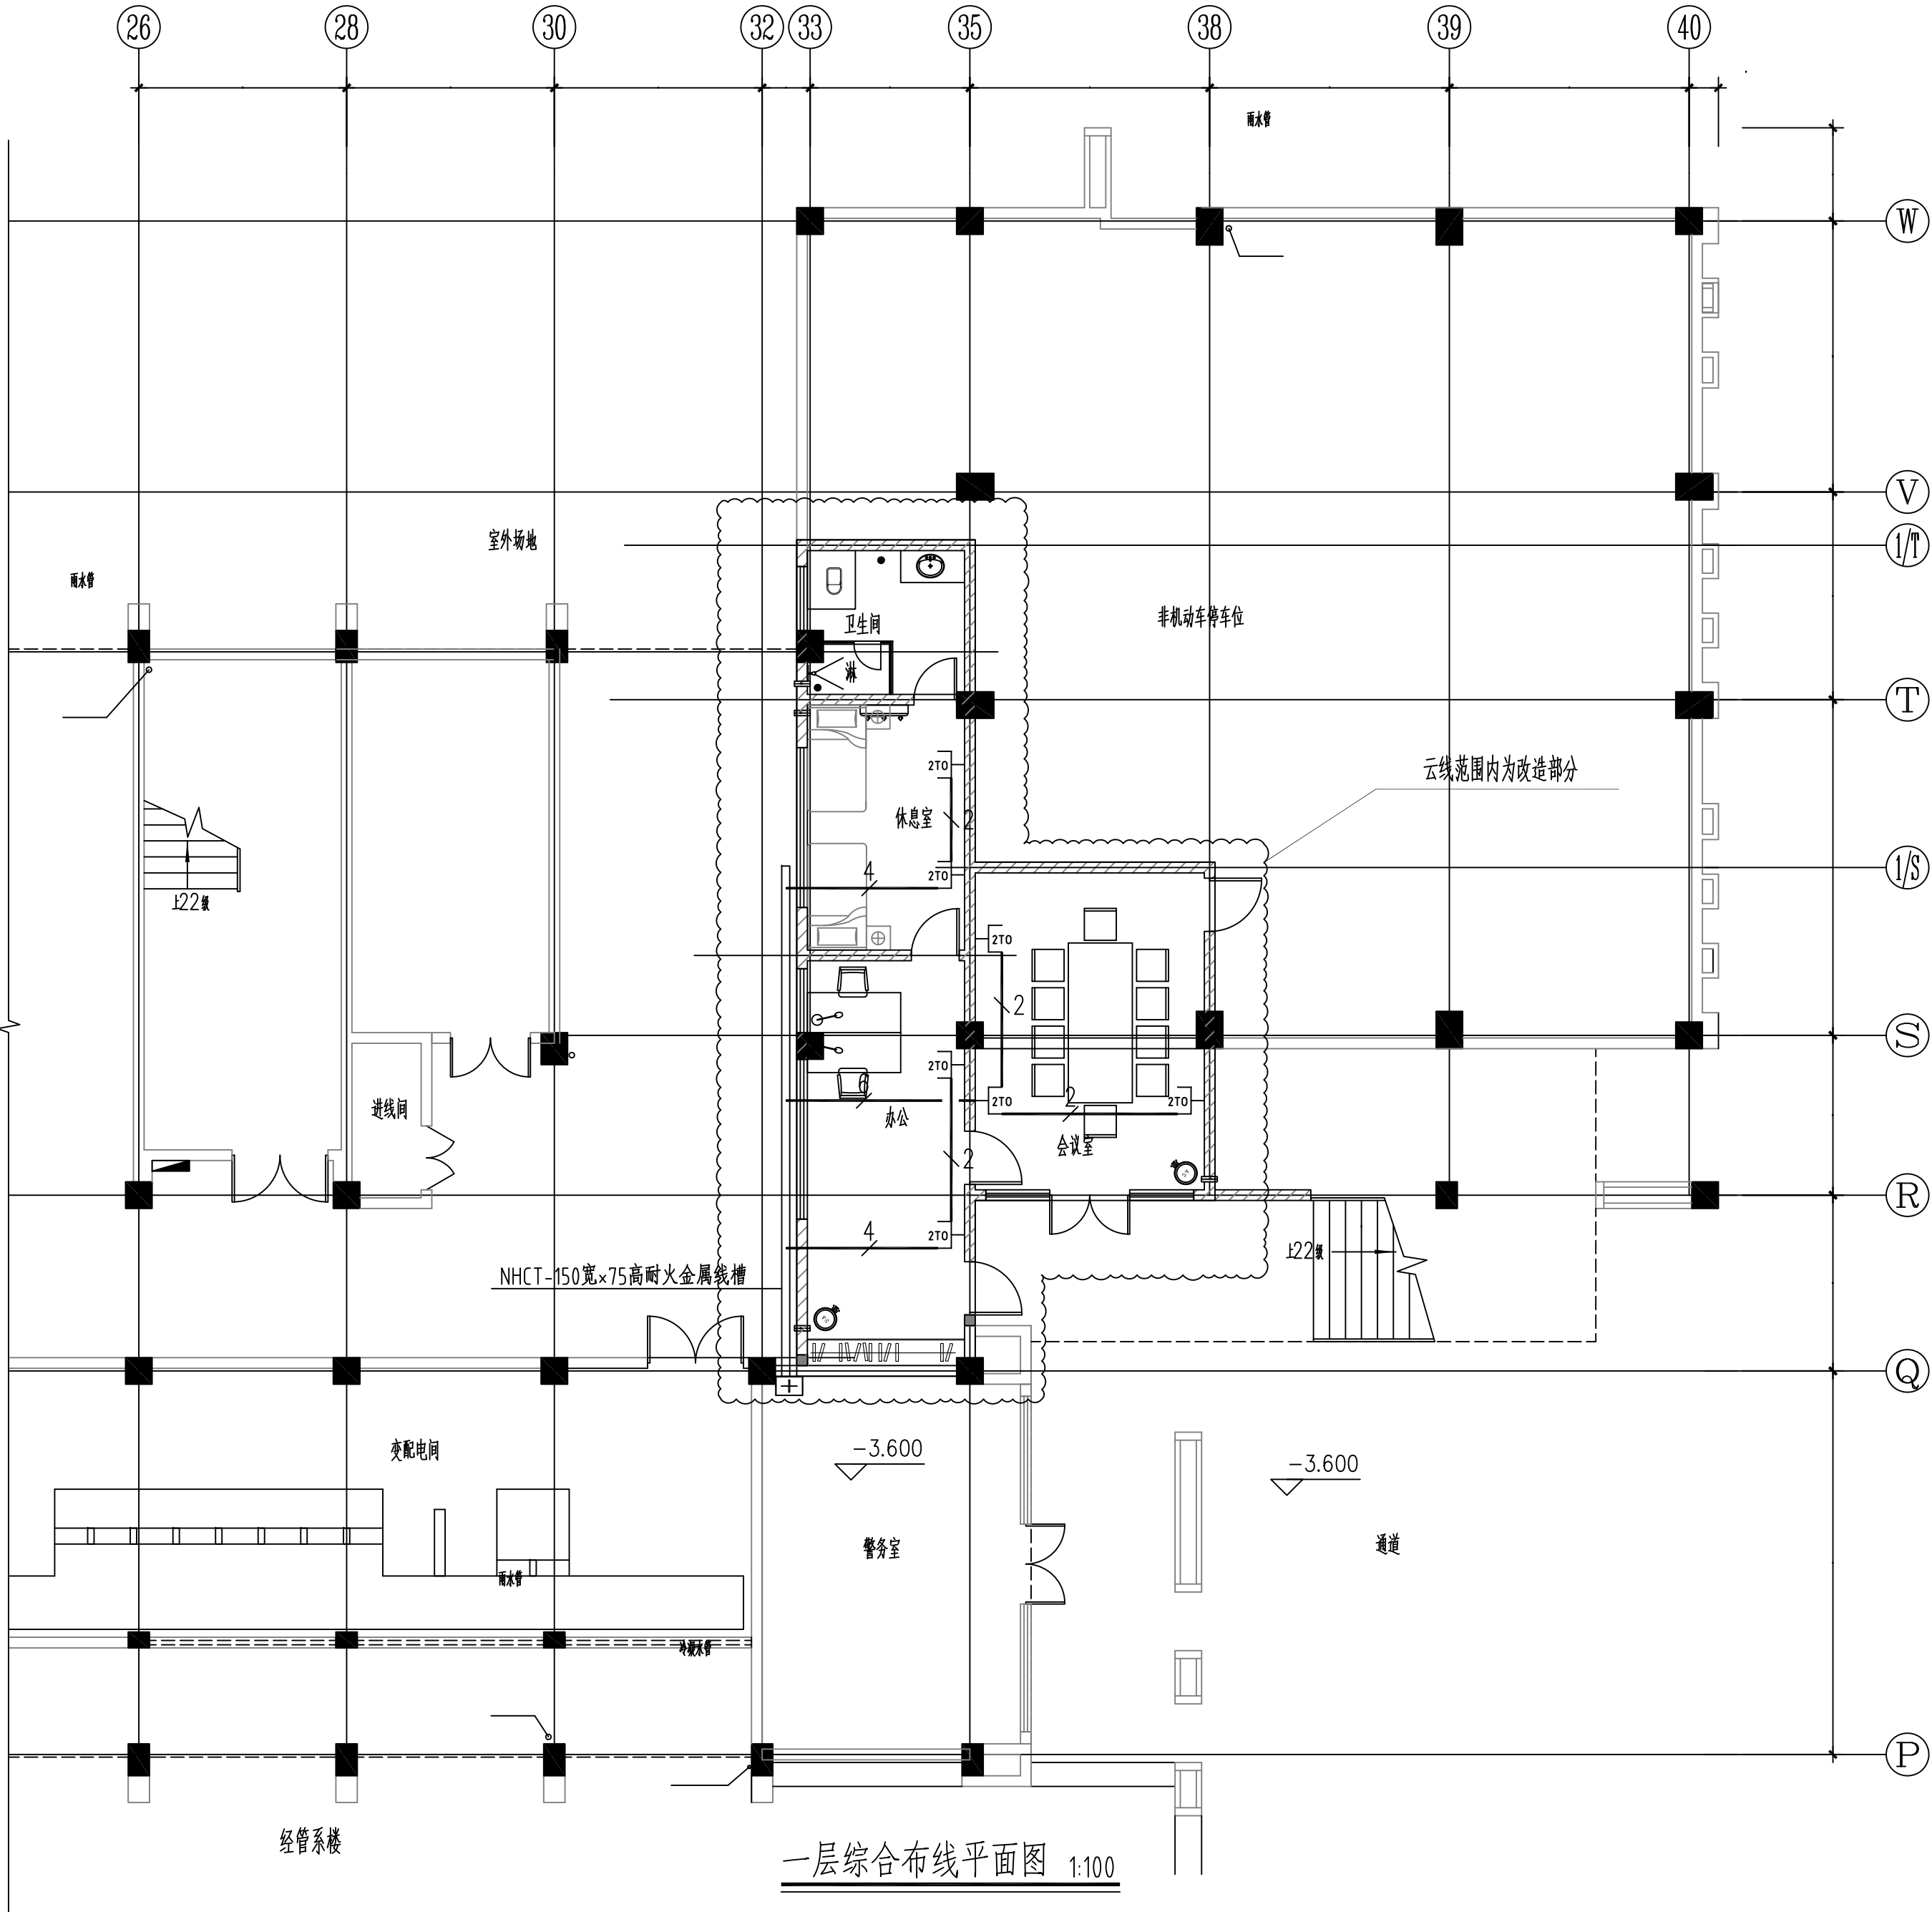 26 28 30 32 33 35 38 39 40
雨水管
W
V
室外场地
1/T
雨水管
非机动车停车位
卫生间
淋
T
云线范围内为改造部分
2TO
休息室
2
4
2TO
1/S
上22级
2TO
2
S
2TO
6
2TO
2
2TO
进线间
办公
会议室
2
R
4
2TO
上22级
NHCT-150宽×75高耐火金属线槽
Q
变配电间
-3.600
-3.600
警务室
通道
雨水管
冷凝水管
P
经管系楼
一层综合布线平面图 1:100